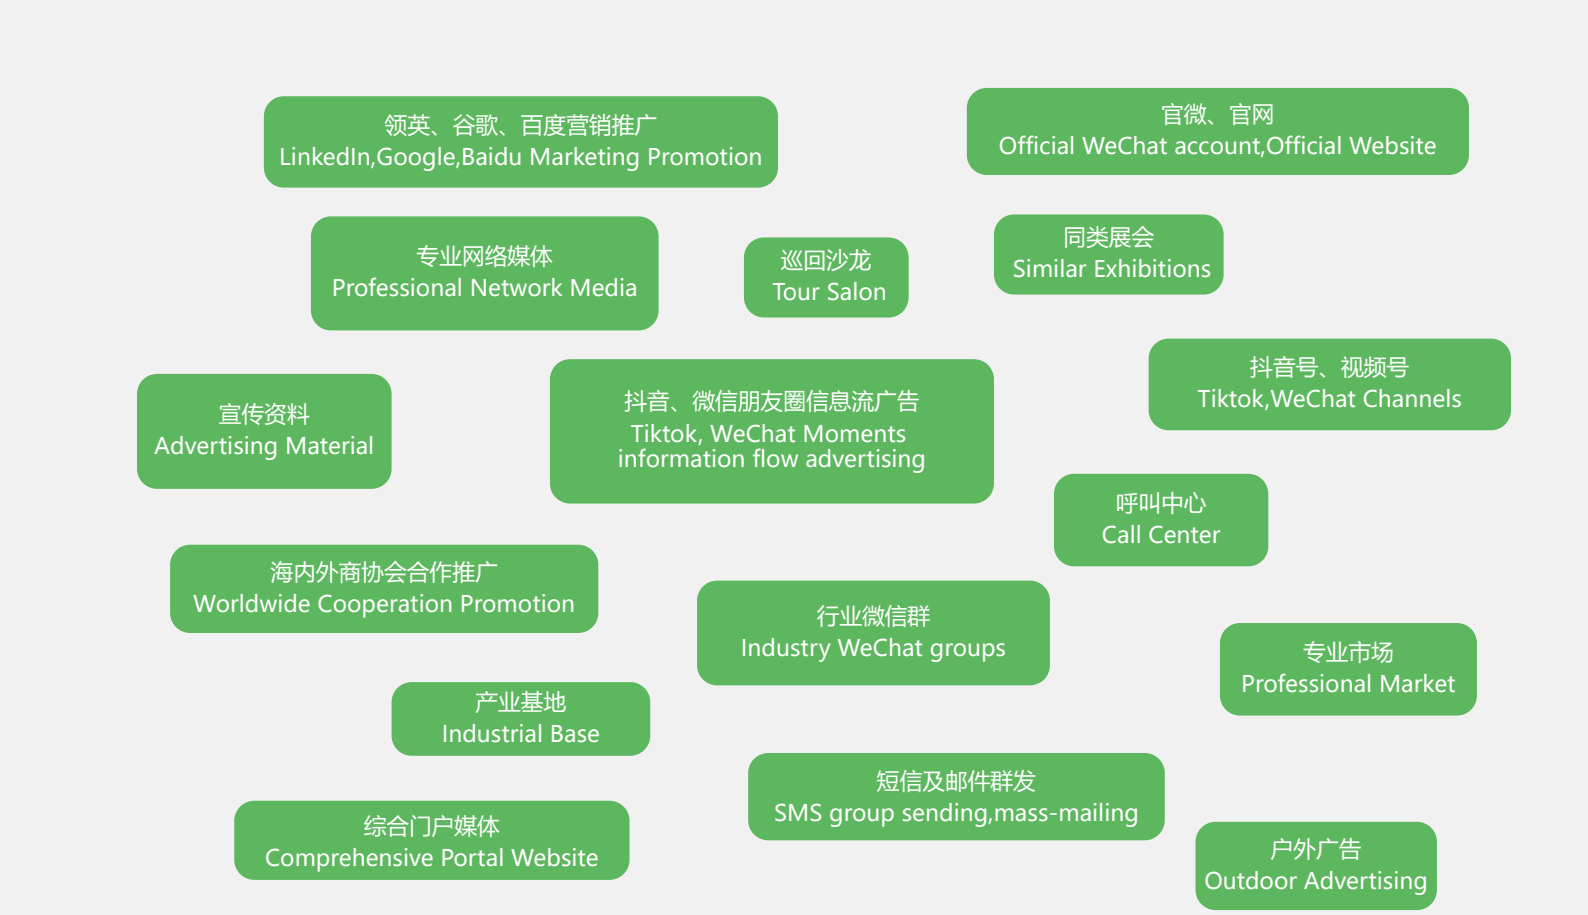 领英、谷歌、百度营销推广
LinkedIn,Google,Baidu Marketing Promotion
官微、官网
Official WeChat account,Official Website
专业网络媒体
Professional Network Media
巡回沙龙
Tour Salon
同类展会
Similar Exhibitions
宣传资料
Advertising Material
抖音、微信朋友圈信息流广告
Tiktok, WeChat Moments
information flow advertising
抖音号、视频号
Tiktok,WeChat Channels
呼叫中心
Call Center
海内外商协会合作推广
Worldwide Cooperation Promotion
行业微信群
Industry WeChat groups
专业市场
Professional Market
产业基地
Industrial Base
短信及邮件群发
SMS group sending,mass-mailing
综合门户媒体
Comprehensive Portal Website
户外广告
Outdoor Advertising